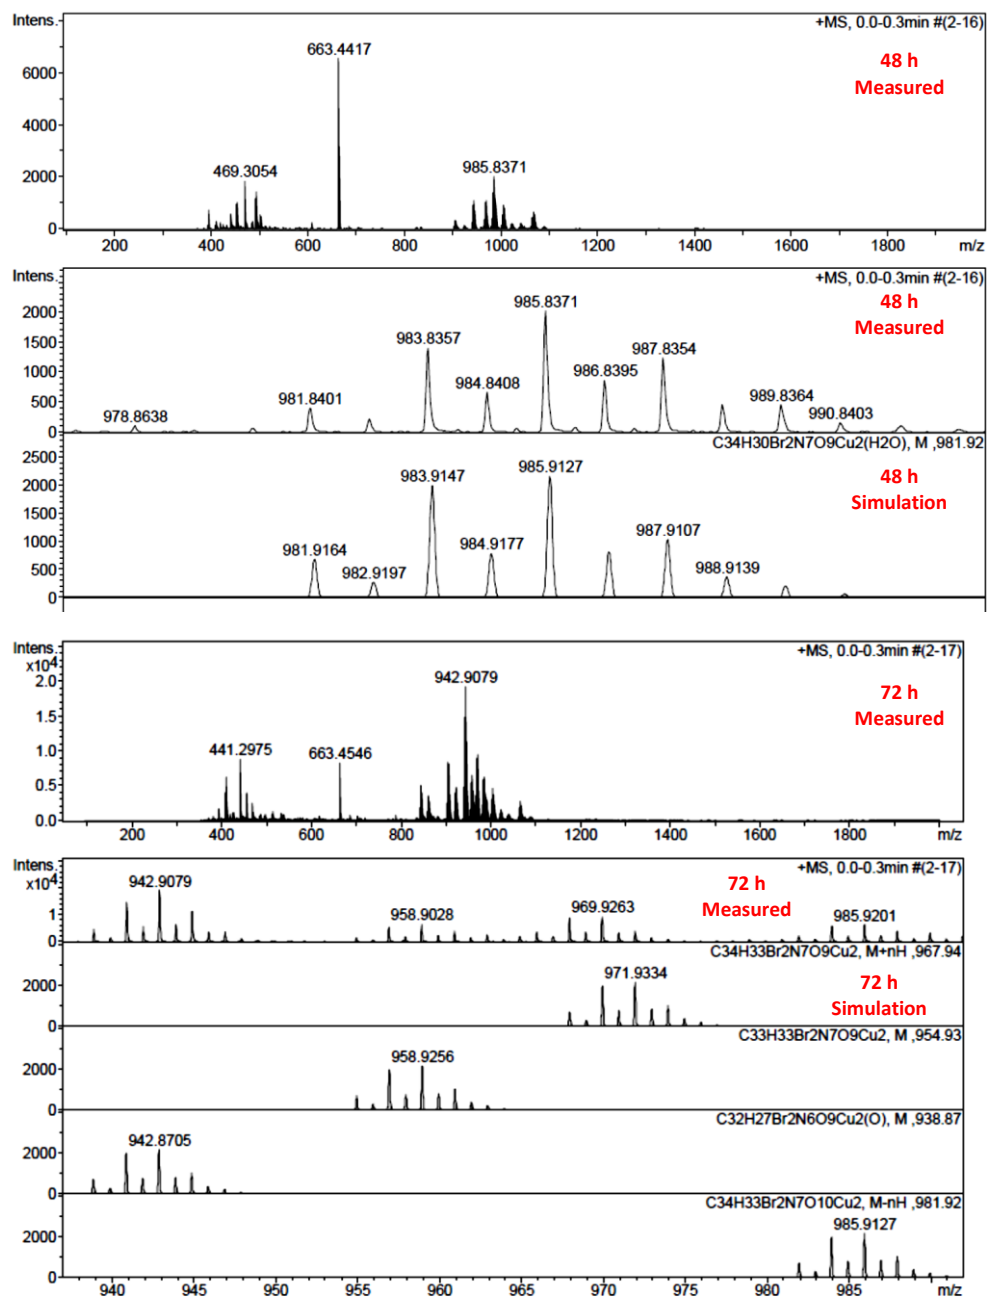 Intens.
+MS, 0.0-0.3min #(2-16)
663.4417
48 h
Measured
6000
4000
469.3054
985.8371
2000
0
200 400 600 800 1000 1200 1400 1600 1800 m/z
Intens.
+MS, 0.0-0.3min #(2-16)
985.8371
48 h
Measured
2000
983.8357
987.8354
1500
986.8395
1000
984.8408
981.8401
989.8364
500
978.8638
990.8403
0
C34H30Br2N7O9Cu2(H2O), M ,981.92
2500
983.9147
985.9127
48 h
Simulation
2000
1500
987.9107
984.9177
1000
981.9164
988.9139
500
982.9197
0
Intens.
x10⁴
+MS, 0.0-0.3min #(2-17)
942.9079
72 h
Measured
2.0
1.5
441.2975
663.4546
1.0
0.5
0.0
200 400 600 800 1000 1200 1400 1600 1800 m/z
Intens.
x10⁴
+MS, 0.0-0.3min #(2-17)
942.9079
72 h
Measured
958.9028
969.9263
985.9201
1
0
C34H33Br2N7O9Cu2, M+nH ,967.94
971.9334
72 h
Simulation
2000
0
C33H33Br2N7O9Cu2, M ,954.93
958.9256
2000
0
C32H27Br2N6O9Cu2(O), M ,938.87
942.8705
2000
0
C34H33Br2N7O10Cu2, M-nH ,981.92
985.9127
2000
0
940 945 950 955 960 965 970 975 980 985 m/z